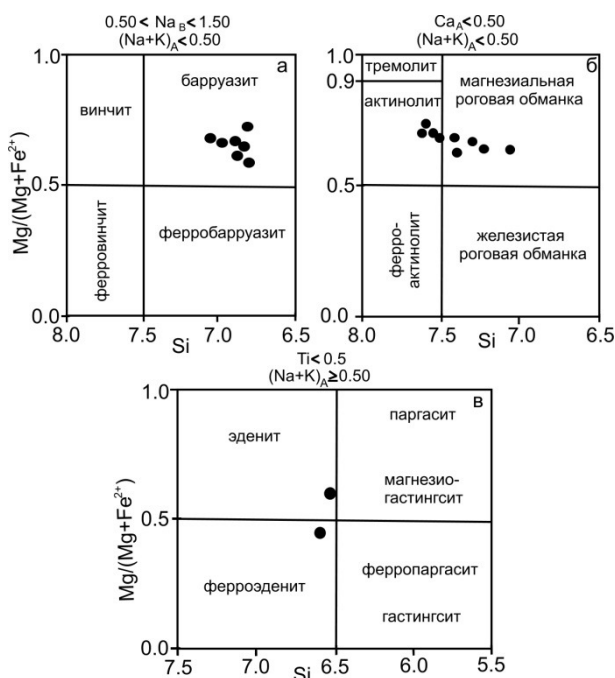 0.50 < Na_B < 1.50
(Na+K)_A < 0.50
Ca_A < 0.50
(Na+K)_A < 0.50
Mg/(Mg+Fe²⁺)
1.0
0.5
0.0
а
винчит
барруазит
ферровинчит
ферробарруазит
8.0
7.5
7.0
6.5
Si
1.0
0.9
0.5
0.0
б
тремолит
актинолит
магнезиальная
роговая обманка
ферро-
актинолит
железистая
роговая обманка
8.0
7.5
7.0
6.5
Si
Ti < 0.5
(Na+K)_A ≥ 0.50
Mg/(Mg+Fe²⁺)
1.0
0.5
0.0
в
эденит
паргасит
магнезио-
гастингсит
ферроэденит
ферропаргасит
гастингсит
7.5
7.0
6.5
6.0
5.5
Si